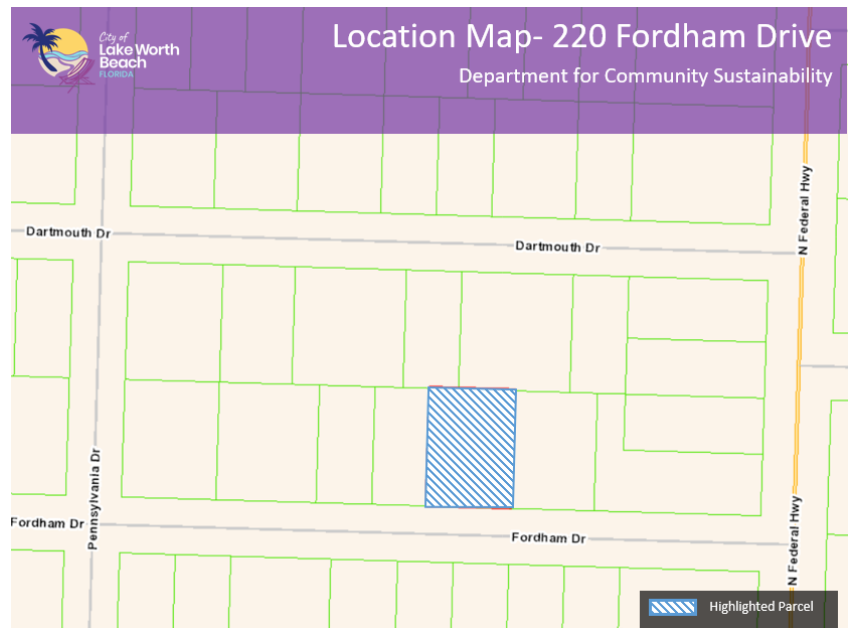 City of
Lake Worth
Beach
FLORIDA
Location Map- 220 Fordham Drive
Department for Community Sustainability
Dartmouth Dr
Dartmouth Dr
N Federal Hwy
Pennsylvania Dr
Fordham Dr
Fordham Dr
N Federal Hwy
Highlighted Parcel